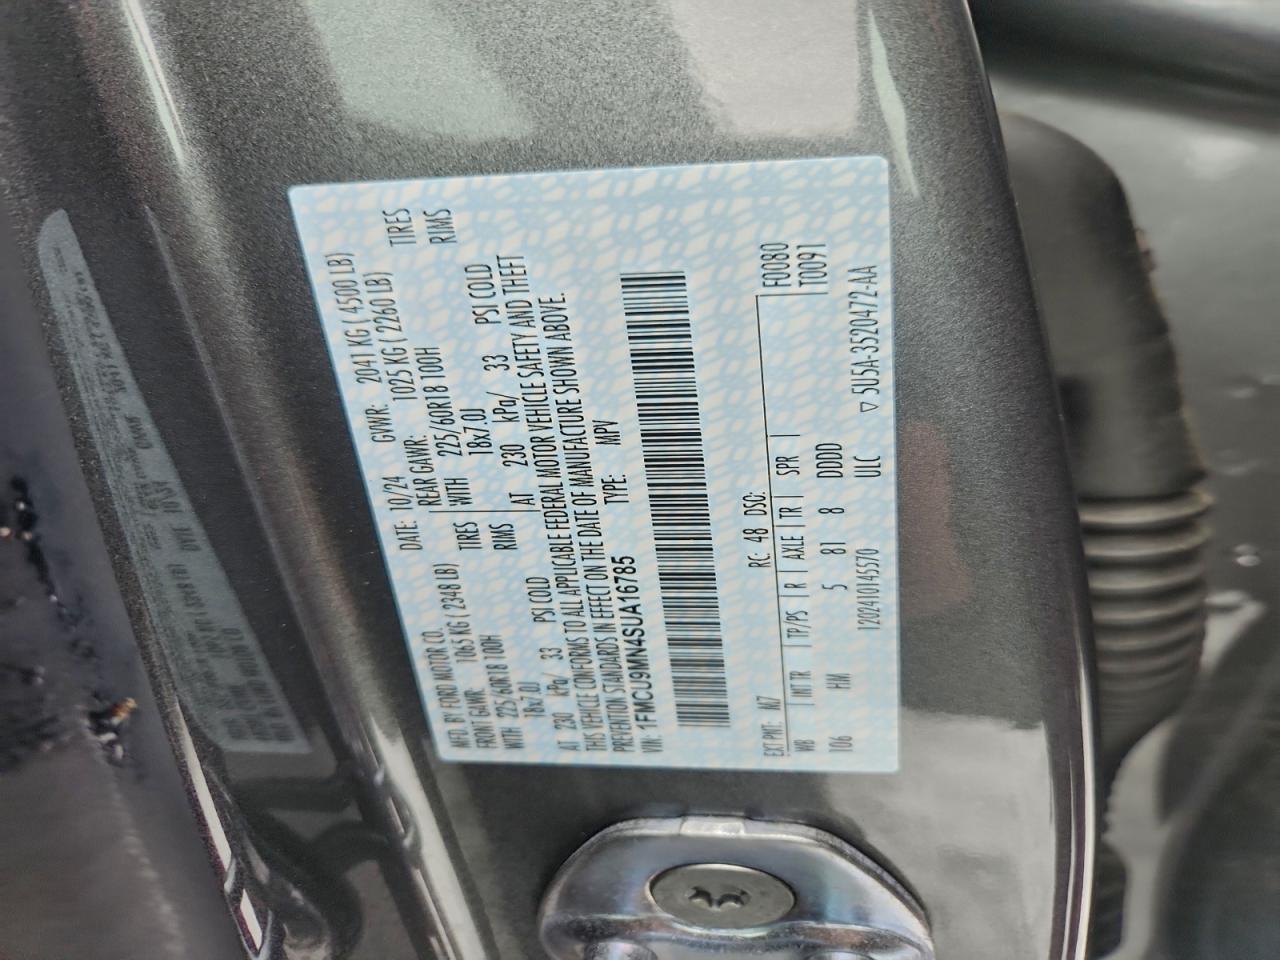 MFD. BY FORD MOTOR CO.
DATE: 10/24 GVWR: 2041 KG ( 4500 LB)
FRONT GAWR: 1065 KG ( 2348 LB) REAR GAWR: 1025 KG ( 2260 LB)
WITH 225/60R18 100H TIRES WITH 225/60R18 100H TIRES
18x7.0J RIMS 18x7.0J RIMS
AT 230 kPa/ 33 PSI COLD AT 230 kPa/ 33 PSI COLD
THIS VEHICLE CONFORMS TO ALL APPLICABLE FEDERAL MOTOR VEHICLE SAFETY AND THEFT
PREVENTION STANDARDS IN EFFECT ON THE DATE OF MANUFACTURE SHOWN ABOVE.
VIN: 1FMCU9MN4SUA16785 TYPE: MPV
EXT PNT: M7 RC: 48 DSO: F0080
WB | INT TR | TP/PS | R | AXLE | TR | SPR | T0091
106 HM 5 81 8 DDDD
120241014 5570 ULC ▽ 5U5A-3520472-AA